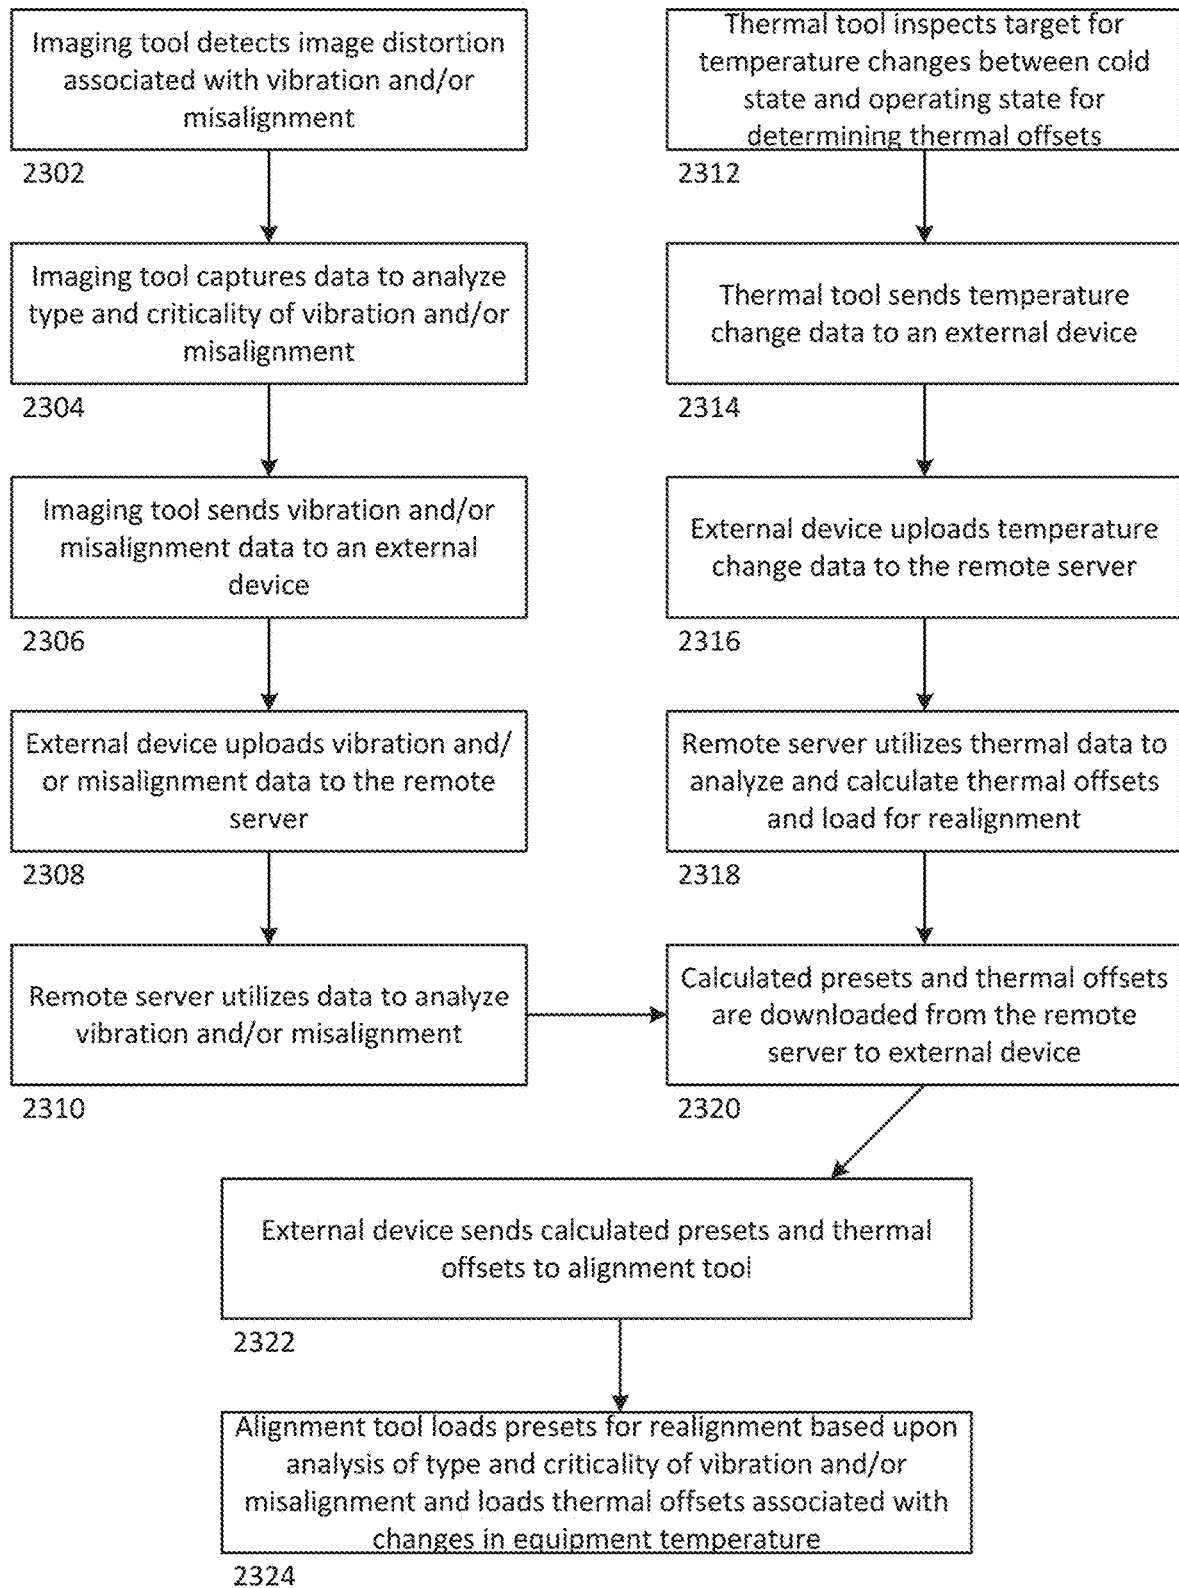 Imaging tool detects image distortion
associated with vibration and/or
misalignment
2302
Imaging tool captures data to analyze
type and criticality of vibration and/or
misalignment
2304
Imaging tool sends vibration and/or
misalignment data to an external
device
2306
External device uploads vibration and/
or misalignment data to the remote
server
2308
Remote server utilizes data to analyze
vibration and/or misalignment
2310
Thermal tool inspects target for
temperature changes between cold
state and operating state for
determining thermal offsets
2312
Thermal tool sends temperature
change data to an external device
2314
External device uploads temperature
change data to the remote server
2316
Remote server utilizes thermal data to
analyze and calculate thermal offsets
and load for realignment
2318
Calculated presets and thermal offsets
are downloaded from the remote
server to external device
2320
External device sends calculated presets and thermal
offsets to alignment tool
2322
Alignment tool loads presets for realignment based upon
analysis of type and criticality of vibration and/or
misalignment and loads thermal offsets associated with
changes in equipment temperature
2324